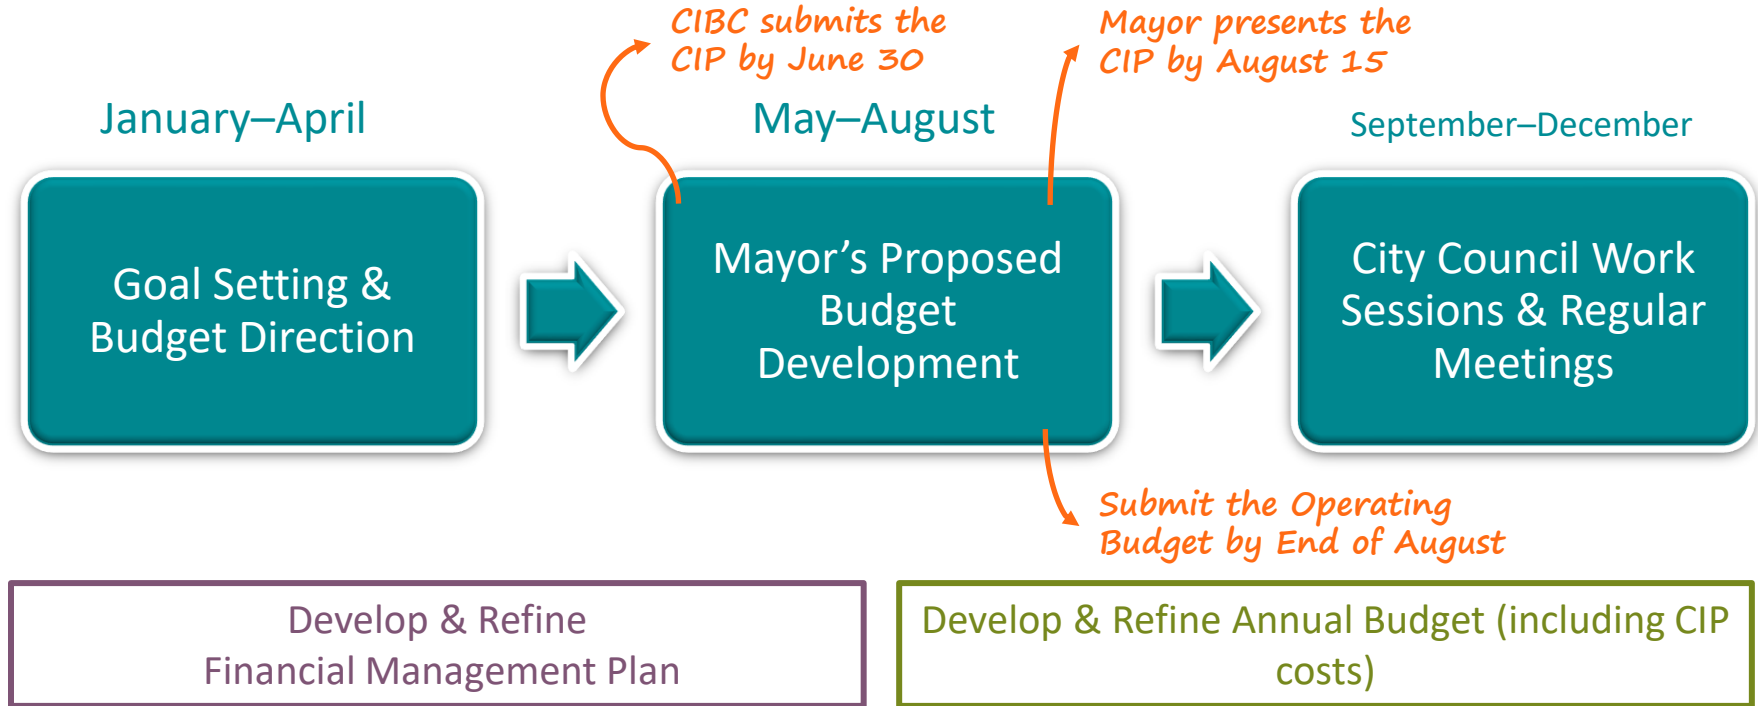 CIBC submits the
CIP by June 30
Mayor presents the
CIP by August 15
January–April
May–August
September–December
Goal Setting &
Budget Direction
Mayor’s Proposed
Budget
Development
City Council Work
Sessions & Regular
Meetings
Submit the Operating
Budget by End of August
Develop & Refine
Financial Management Plan
Develop & Refine Annual Budget (including CIP
costs)